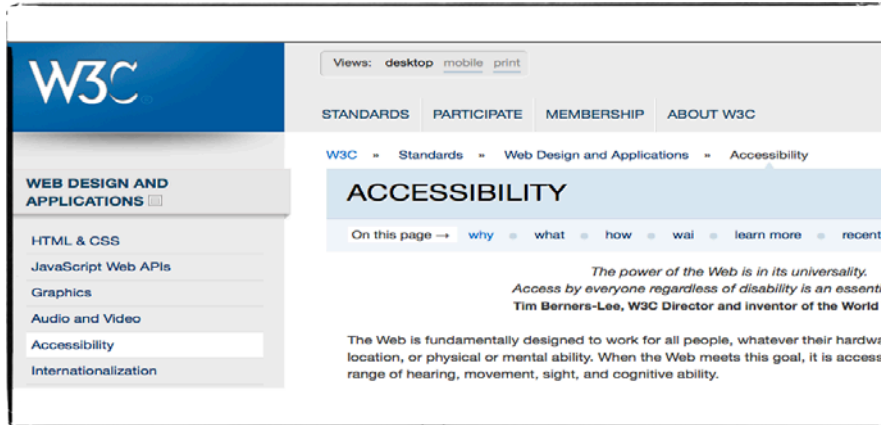 W3C
Views: desktop mobile print
STANDARDS PARTICIPATE MEMBERSHIP ABOUT W3C
W3C » Standards » Web Design and Applications » Accessibility
WEB DESIGN AND
APPLICATIONS
HTML & CSS
JavaScript Web APIs
Graphics
Audio and Video
Accessibility
Internationalization
ACCESSIBILITY
On this page → why what how wai learn more recent
The power of the Web is in its universality.
Access by everyone regardless of disability is an essenti
Tim Berners-Lee, W3C Director and inventor of the World
The Web is fundamentally designed to work for all people, whatever their hardwa
location, or physical or mental ability. When the Web meets this goal, it is access
range of hearing, movement, sight, and cognitive ability.